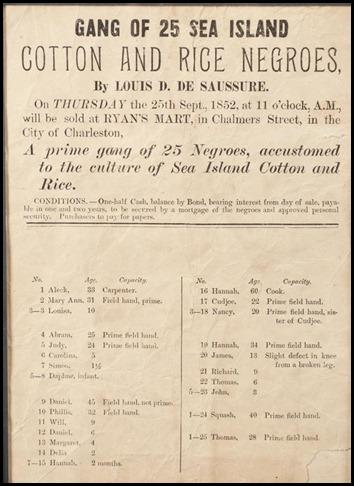 GANG OF 25 SEA ISLAND
COTTON AND RICE NEGROES,
By LOUIS D. DE SAUSSURE.
On THURSDAY the 25th Sept., 1852, at 11 o'clock, A.M.,
will be sold at RYAN'S MART, in Chalmers Street, in the
City of Charleston,
A prime gang of 25 Negroes, accustomed
to the culture of Sea Island Cotton and
Rice.
CONDITIONS.—One-half Cash, balance by Bond, bearing interest from day of sale, paya-
ble in one and two years, to be secured by a mortgage of the negroes and approved personal
security. Purchasers to pay for papers.
No. Age. Capacity.
1 Aleck, 33 Carpenter.
2 Mary Ann, 31 Field hand, prime.
3—3 Louisa, 10
4 Abram, 25 Prime field hand.
5 Judy, 24 Prime field hand.
6 Carolina, 5
7 Simon, 1½
5—8 Daphne, infant.
9 Daniel, 45 Field hand, not prime.
10 Phillis, 32 Field hand.
11 Will, 9
12 Daniel, 6
13 Margaret, 4
14 Delia 2
7—15 Hannah, 2 months.
No. Age. Capacity.
16 Hannah, 60 Cook.
17 Cudjoe, 22 Prime field hand.
3—18 Nancy, 20 Prime field hand, sis-
ter of Cudjoe.
19 Hannah, 34 Prime field hand.
20 James, 13 Slight defect in knee
from a broken leg.
21 Richard, 9
22 Thomas, 6
5—23 John, 3
1—24 Squash, 40 Prime field hand.
1—25 Thomas, 28 Prime field hand.